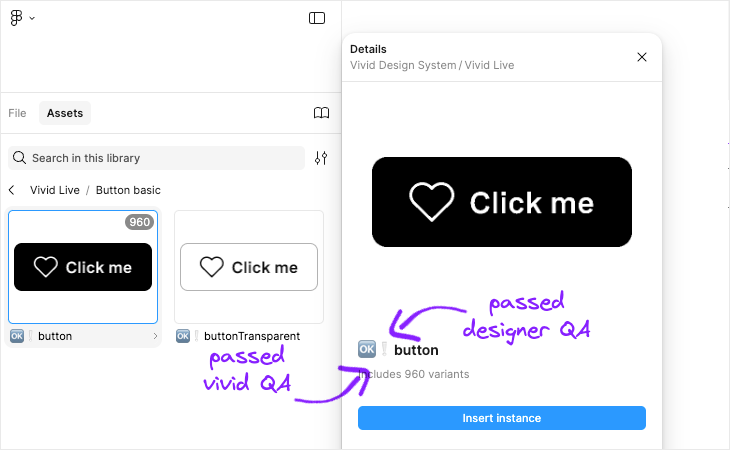 File
Assets
Search in this library
Vivid Live / Button basic
960
Click me
Click me
🆗❕ button
🆗❕ buttonTransparent
passed
vivid QA
Details
Vivid Design System / Vivid Live
Click me
passed
designer QA
🆗❕ button
Includes 960 variants
Insert instance